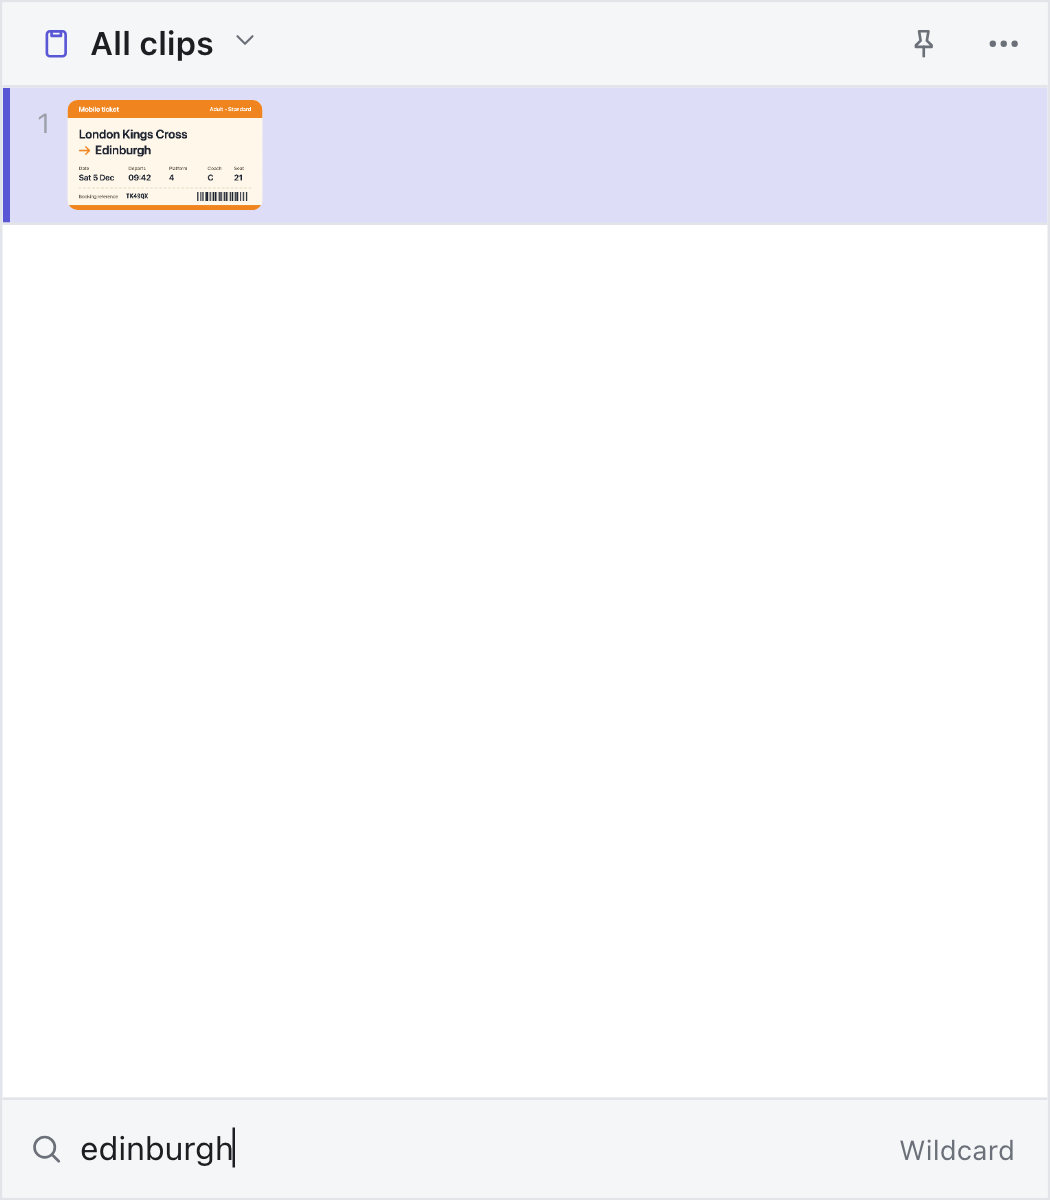 All clips
1
Mobile ticket
Adult · Standard
London Kings Cross
→ Edinburgh
Date Departs Platform Coach Seat
Sat 5 Dec 09:42 4 C 21
Booking reference TK49QX
edinburgh
Wildcard